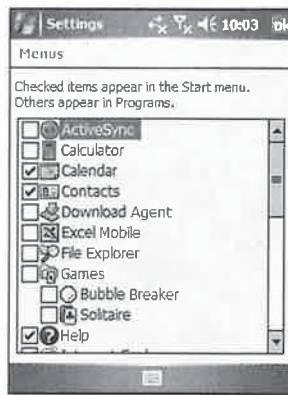 Settings 10:03 ok
Menus
Checked items appear in the Start menu.
Others appear in Programs.
ActiveSync
Calculator
Calendar
Contacts
Download Agent
Excel Mobile
File Explorer
Games
Bubble Breaker
Solitaire
Help